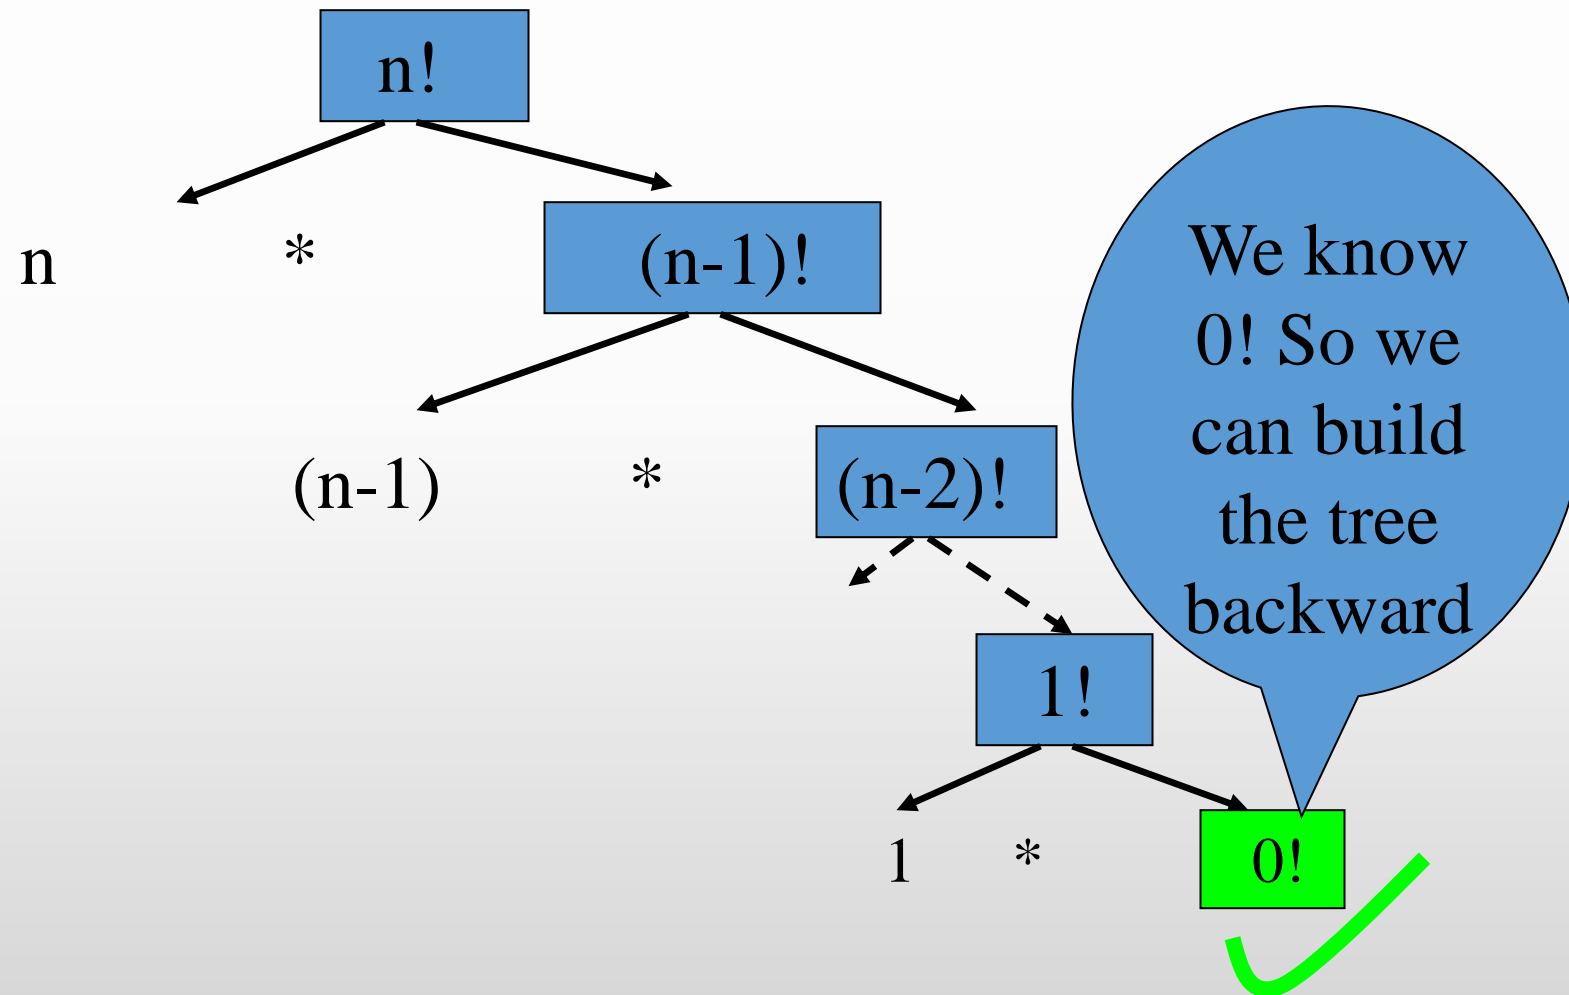 n!
n * (n-1)!
(n-1) * (n-2)!
We know
0! So we
can build
the tree
backward
1!
1 * 0!